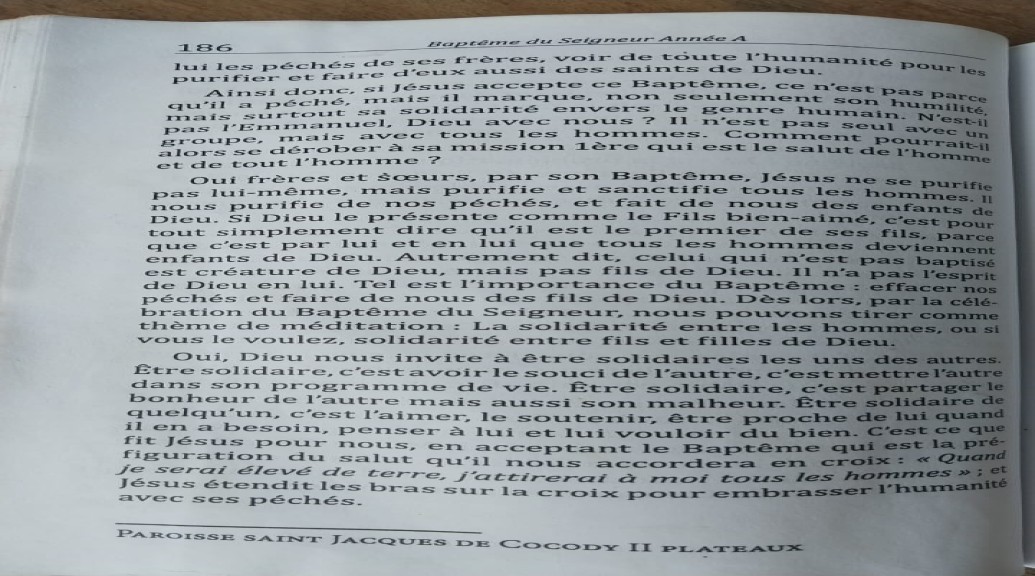 186
Baptême du Seigneur Année A
lui les péchés de ses frères, voir de toute l'humanité pour les
purifier et faire d'eux aussi des saints de Dieu.
Ainsi donc, si Jésus accepte ce Baptême, ce n'est pas parce
qu'il a péché, mais il marque, non seulement son humilité,
mais surtout sa solidarité envers le genre humain. N'est-il
pas l'Emmanuel, Dieu avec nous ? Il n'est pas seul avec un
groupe, mais avec tous les hommes. Comment pourrait-il
alors se dérober à sa mission 1ère qui est le salut de l'homme
et de tout l'homme ?
Oui frères et sœurs, par son Baptême, Jésus ne se purifie
pas lui-même, mais purifie et sanctifie tous les hommes. Il
nous purifie de nos péchés, et fait de nous des enfants de
Dieu. Si Dieu le présente comme le Fils bien-aimé, c'est pour
tout simplement dire qu'il est le premier de ses fils, parce
que c'est par lui et en lui que tous les hommes deviennent
enfants de Dieu. Autrement dit, celui qui n'est pas baptisé
est créature de Dieu, mais pas fils de Dieu. Il n'a pas l'esprit
de Dieu en lui. Tel est l'importance du Baptême : effacer nos
péchés et faire de nous des fils de Dieu. Dès lors, par la célé-
bration du Baptême du Seigneur, nous pouvons tirer comme
thème de méditation : La solidarité entre les hommes, ou si
vous le voulez, solidarité entre fils et filles de Dieu.
Oui, Dieu nous invite à être solidaires les uns des autres.
Être solidaire, c'est avoir le souci de l'autre, c'est mettre l'autre
dans son programme de vie. Être solidaire, c'est partager le
bonheur de l'autre mais aussi son malheur. Être solidaire de
quelqu'un, c'est l'aimer, le soutenir, être proche de lui quand
il en a besoin, penser à lui et lui vouloir du bien. C'est ce que
fit Jésus pour nous, en acceptant le Baptême qui est la pré-
figuration du salut qu'il nous accordera en croix : « Quand
je serai élevé de terre, j'attirerai à moi tous les hommes » ; et
Jésus étendit les bras sur la croix pour embrasser l'humanité
avec ses péchés.
PAROISSE SAINT JACQUES DE COCODY II PLATEAUX